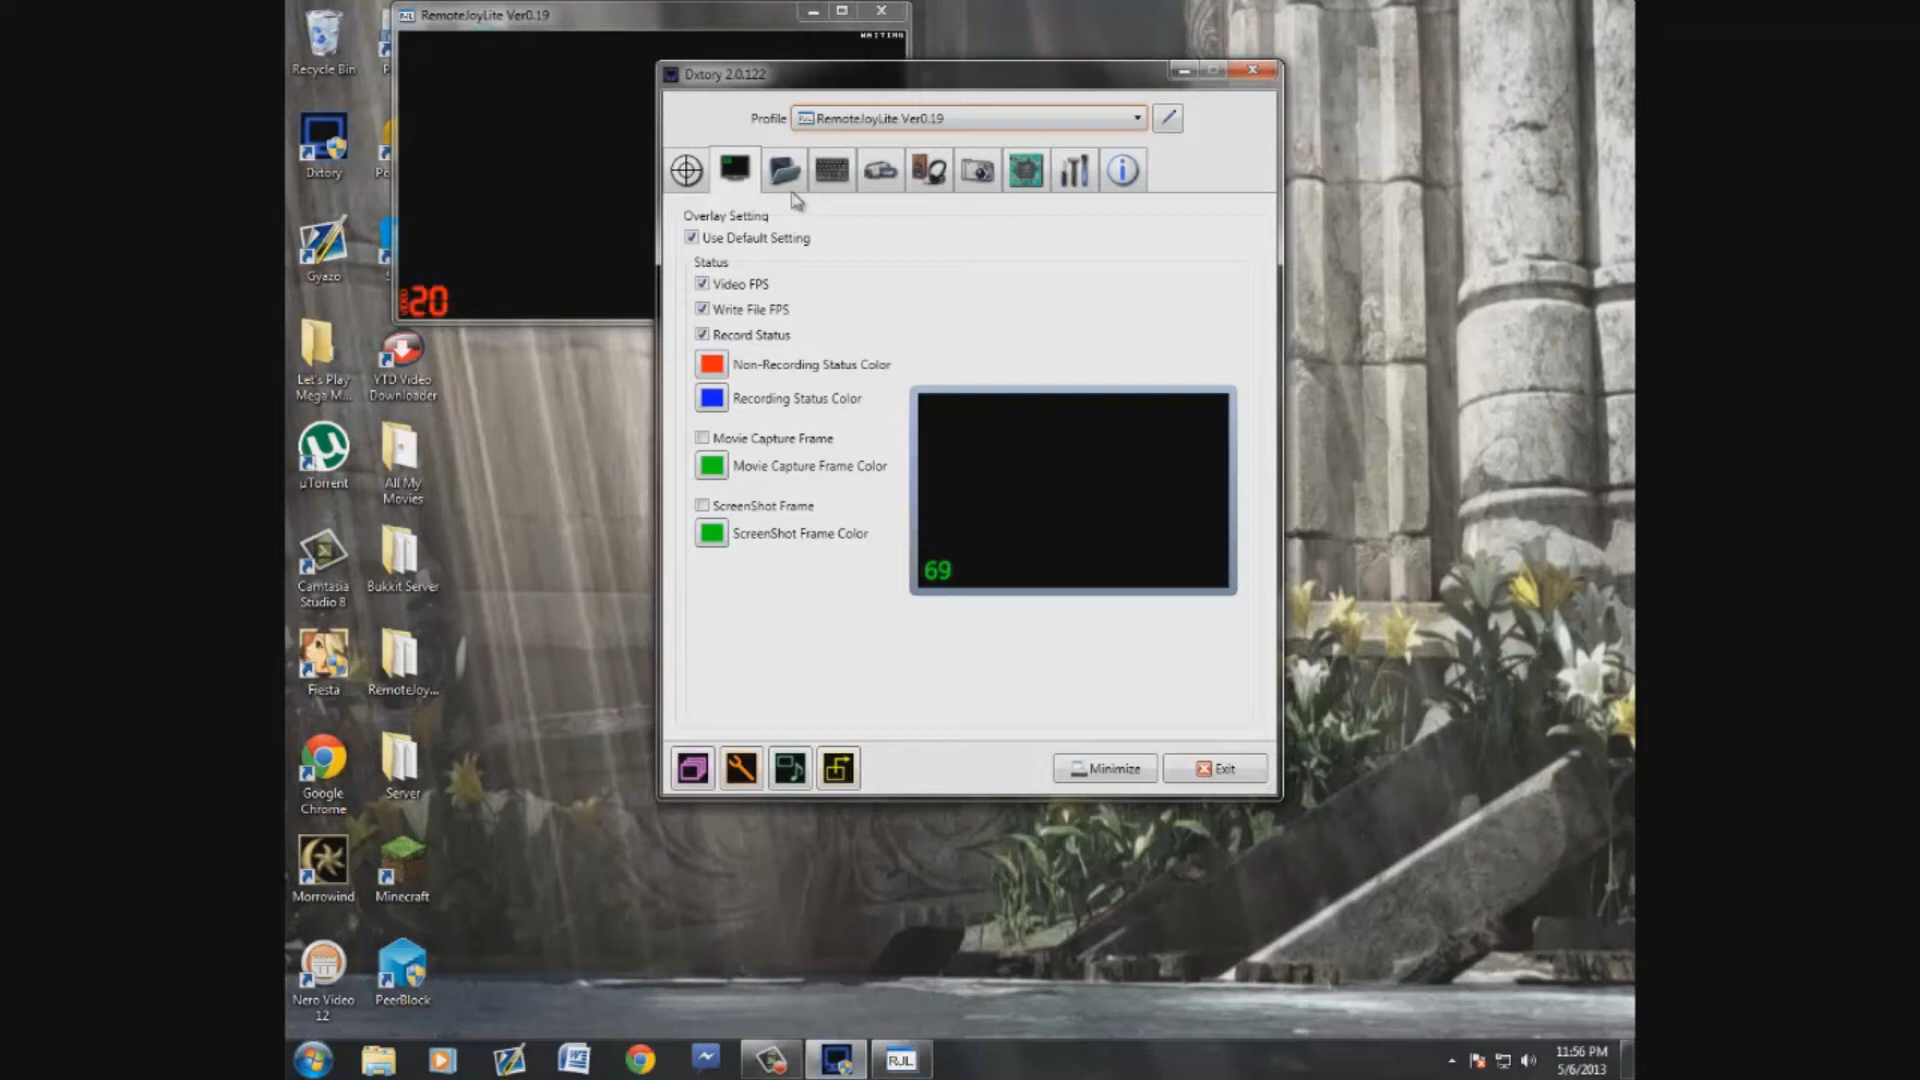 RemoteJoyLite Ver0.19
WAITING
VIDEO
20
Dxtory 2.0.122
Profile
RJL RemoteJoyLite Ver0.19
Overlay Setting
Use Default Setting
Status
Video FPS
Write File FPS
Record Status
Non-Recording Status Color
Recording Status Color
Movie Capture Frame
Movie Capture Frame Color
ScreenShot Frame
ScreenShot Frame Color
69
Minimize
Exit
Recycle Bin
Dxtory
Gyazo
Let's Play
Mega M...
YTD Video
Downloader
µTorrent
All My
Movies
Camtasia
Studio 8
Bukkit Server
Fiesta
RemoteJoy...
Google
Chrome
Server
Morrowind
Minecraft
Nero Video
12
PeerBlock
RJL
11:56 PM
5/6/2013